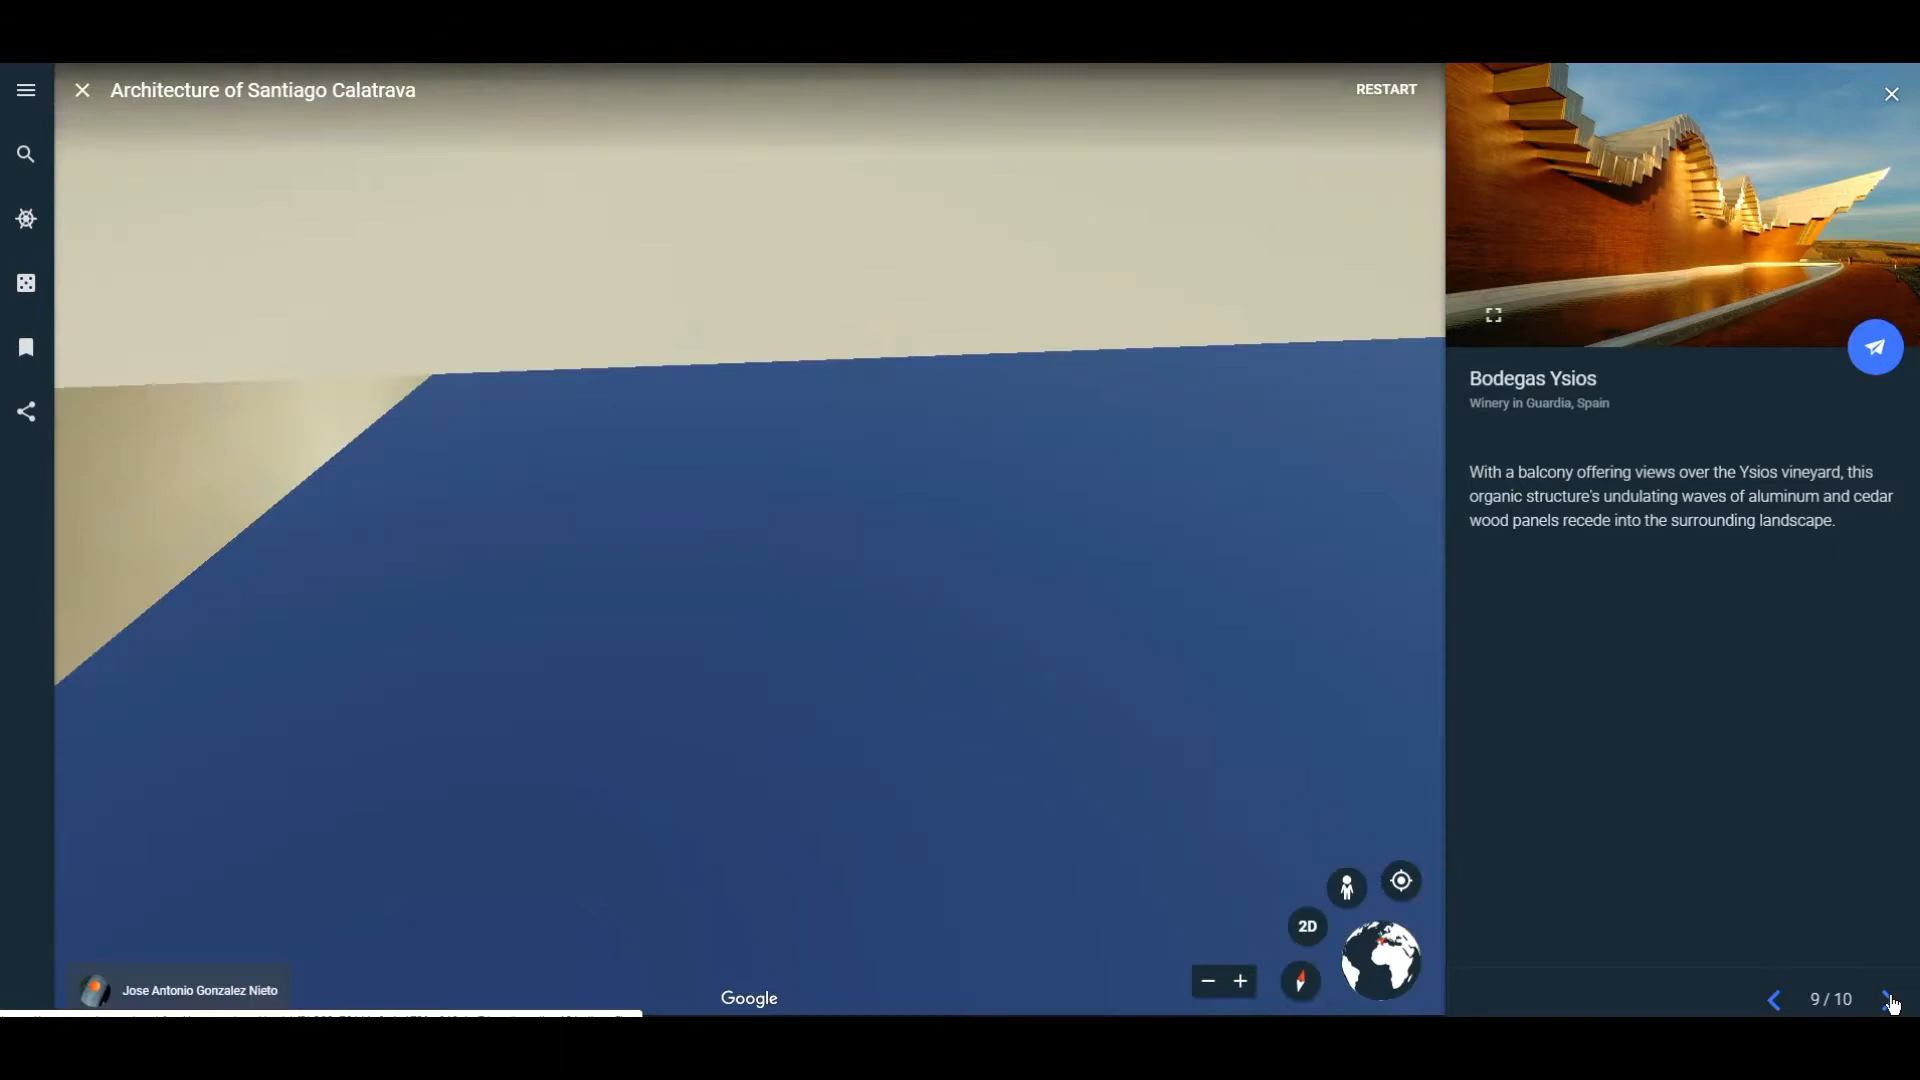 Architecture of Santiago Calatrava
RESTART
Bodegas Ysios
Winery in Guardia, Spain
With a balcony offering views over the Ysios vineyard, this
organic structure's undulating waves of aluminum and cedar
wood panels recede into the surrounding landscape.
2D
Jose Antonio Gonzalez Nieto
Google
9 / 10